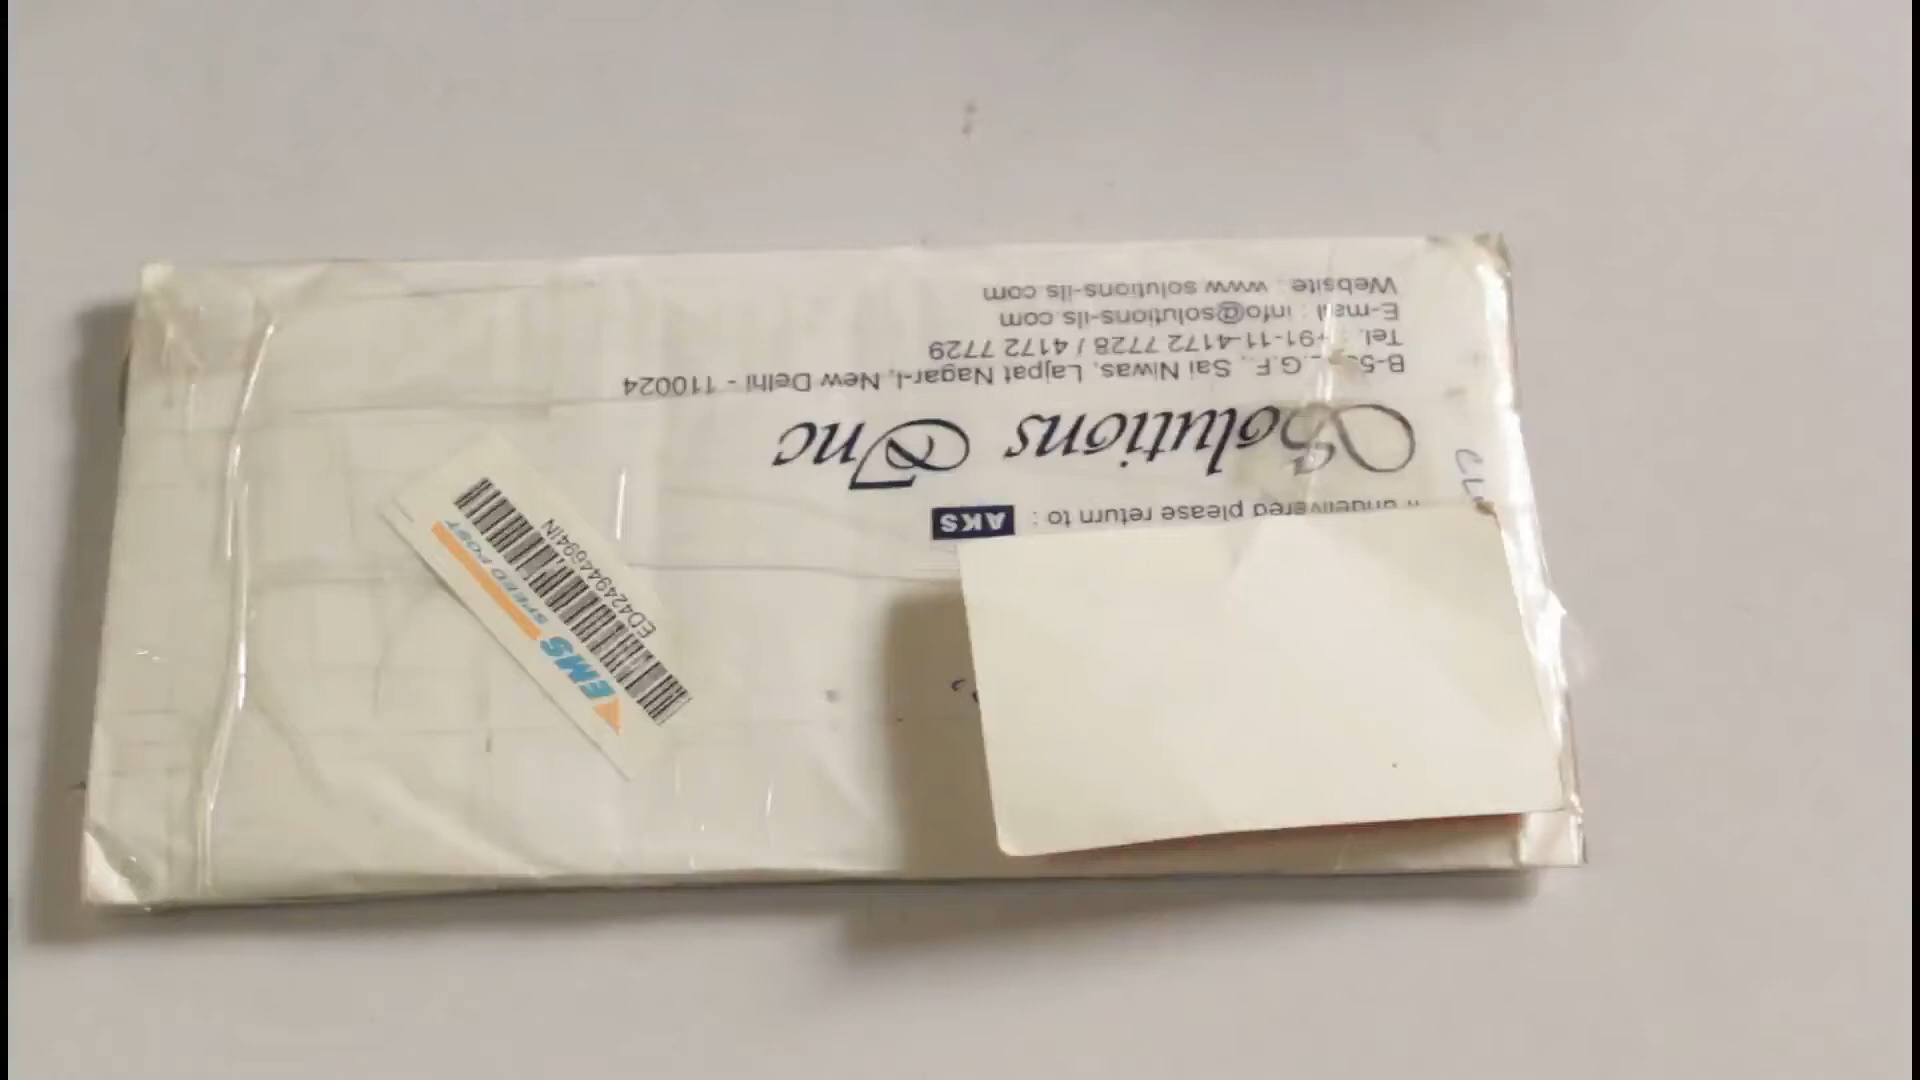 If undelivered please return to : AKS
Solutions Inc
G.F., Sai Niwas, Lajpat Nagar-I, New Delhi - 110024
Tel. : +91-11-4172 7728 / 4172 7729
E-mail : info@solutions-ils.com
Website : www.solutions-ils.com
EMS SPEED POST
ED424944694IN